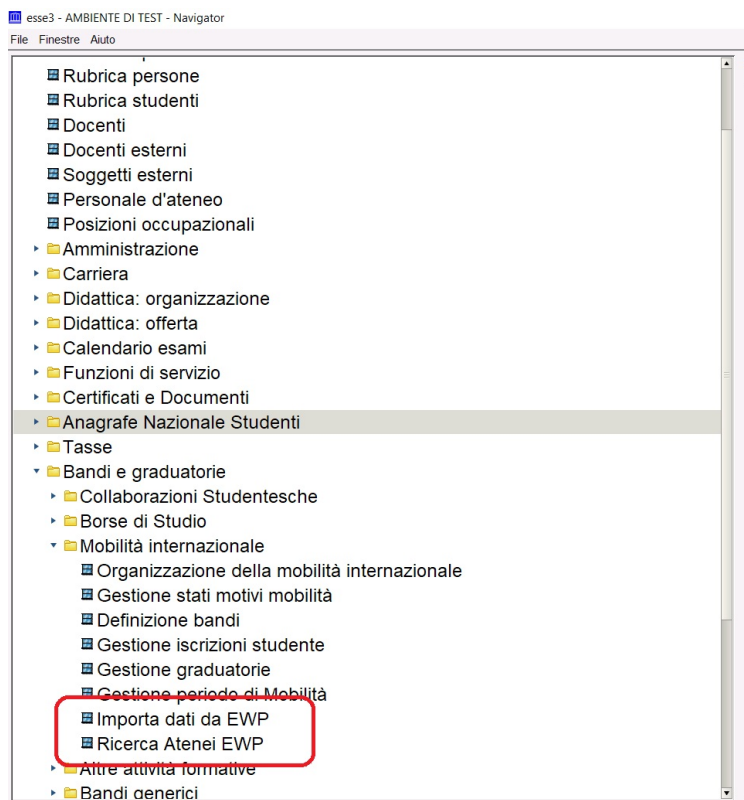 esse3 - AMBIENTE DI TEST - Navigator
File Finestre Aiuto
Rubrica persone
Rubrica studenti
Docenti
Docenti esterni
Soggetti esterni
Personale d'ateneo
Posizioni occupazionali
Amministrazione
Carriera
Didattica: organizzazione
Didattica: offerta
Calendario esami
Funzioni di servizio
Certificati e Documenti
Anagrafe Nazionale Studenti
Tasse
Bandi e graduatorie
Collaborazioni Studentesche
Borse di Studio
Mobilità internazionale
Organizzazione della mobilità internazionale
Gestione stati motivi mobilità
Definizione bandi
Gestione iscrizioni studente
Gestione graduatorie
Gestione periodo di Mobilità
Importa dati da EWP
Ricerca Atenei EWP
Altre attività formative
Bandi generici